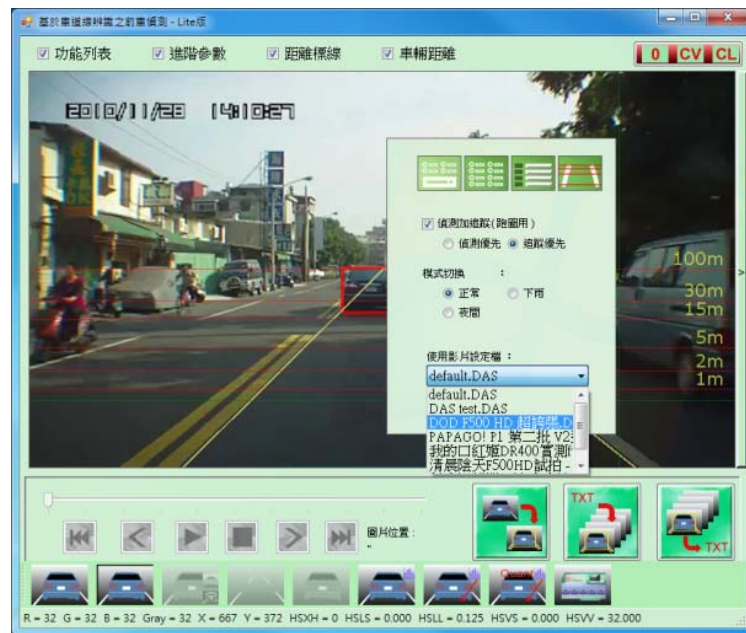 基於車道線辨識之前車偵測 - Lite版
功能列表 進階參數 距離標線 車輛距離 0 CV CL
2010/11/28 14:10:27
偵測加追蹤(跑圖用)
偵測優先 追蹤優先
模式切換 :
正常 下雨
夜間
使用影片設定檔 :
default.DAS
default.DAS
DAS test.DAS
DOD F500 HD 超誇張.D
PAPAGO! P1 第二批 V2
我的口紅姬DR400實測
清晨陰天F500HD試拍 -
100m
30m
15m
5m
2m
1m
圖片位置 :
TXT
TXT
R = 32 G = 32 B = 32 Gray = 32 X = 667 Y = 372 HSXH = 0 HSLS = 0.000 HSLL = 0.125 HSVS = 0.000 HSVV = 32.000